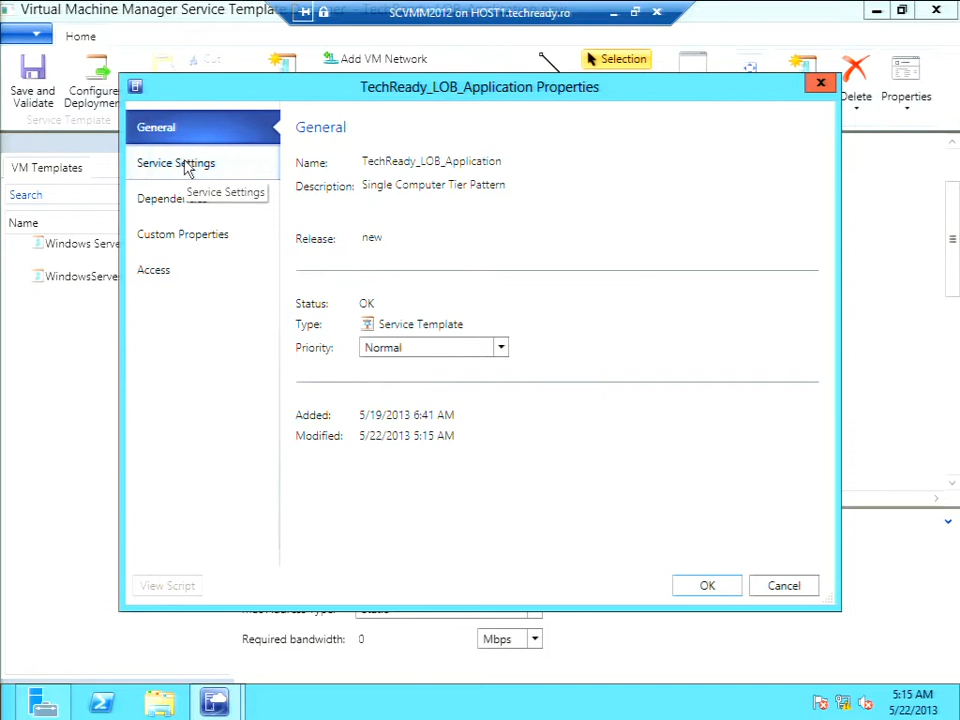 Virtual Machine Manager Service Template
SCVMM2012 on HOST1.techready.ro
Home
Save and Validate
Configure Deployment
Cut
Add VM Network
Selection
Delete
Properties
Service Template
TechReady_LOB_Application Properties
VM Templates
Search
Name
Windows Serve
WindowsServe
General
Service Settings
Service Settings
Dependencies
Custom Properties
Access
General
Name: TechReady_LOB_Application
Description: Single Computer Tier Pattern
Release: new
Status: OK
Type: Service Template
Priority: Normal
Added: 5/19/2013 6:41 AM
Modified: 5/22/2013 5:15 AM
View Script
OK
Cancel
Required bandwidth: 0 Mbps
5:15 AM
5/22/2013